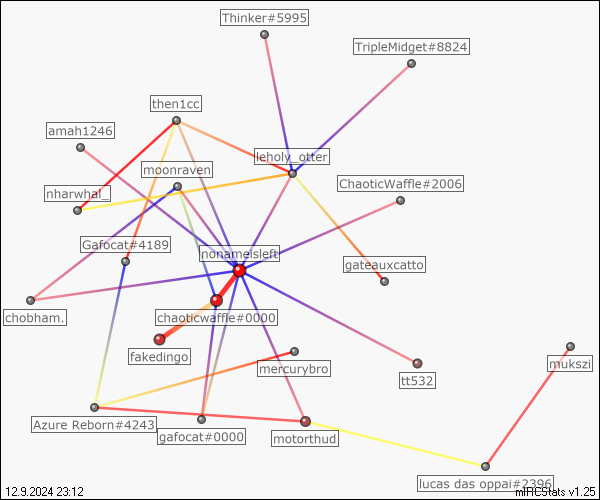 Thinker#5995
TripleMidget#8824
then1cc
amah1246
leholy_otter
moonraven
ChaoticWaffle#2006
nharwhal_
Gafocat#4189
nonameisleft
gateauxcatto
chobham.
chaoticwaffle#0000
fakedingo
mercurybro
mukszi
tt532
Azure Reborn#4243
gafocat#0000
motorthud
lucas das oppai#2396
12.9.2024 23:12
mIRCStats v1.25